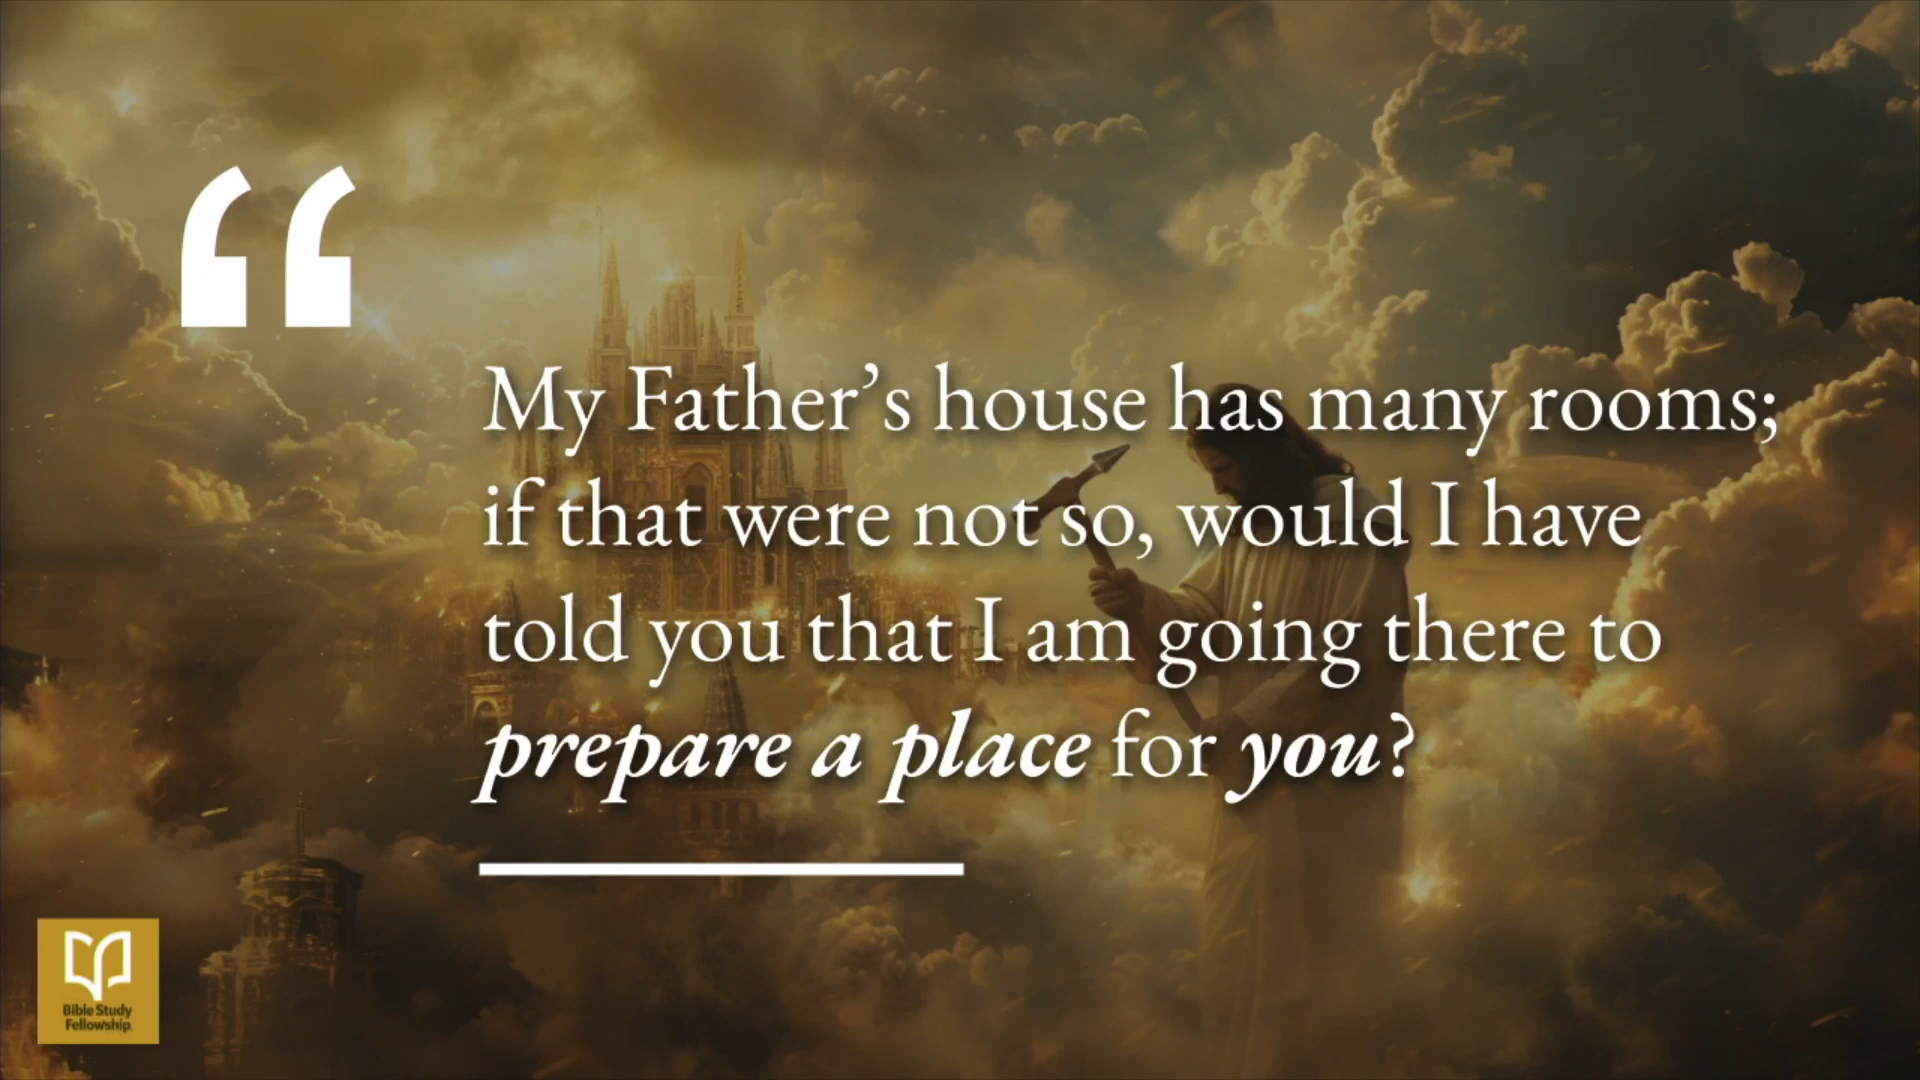 “
My Father’s house has many rooms;
if that were not so, would I have
told you that I am going there to
prepare a place for you?
Bible Study
Fellowship